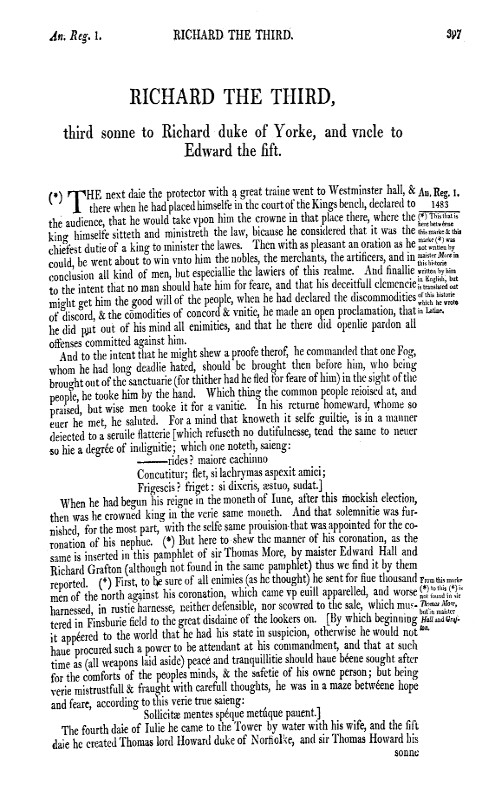 An. Reg. 1.
RICHARD THE THIRD.
397
RICHARD THE THIRD,
third sonne to Richard duke of Yorke, and vncle to
Edward the fift.
(*) THE next daie the protector with a great traine went to Westminster hall, &
there when he had placed himselfe in the court of the Kings bench, declared to
the audience, that he would take vpon him the crowne in that place there, where the
king himselfe sitteth and ministreth the law, bicause he considered that it was the
chiefest dutie of a king to minister the lawes. Then with as pleasant an oration as he
could, he went about to win vnto him the nobles, the merchants, the artificers, and in
conclusion all kind of men, but especiallie the lawiers of this realme. And finallie
to the intent that no man should hate him for feare, and that his deceitfull clemencie
might get him the good will of the people, when he had declared the discommodities
of discord, & the cōmodities of concord & vnitie, he made an open proclamation, that
he did put out of his mind all enimities, and that he there did openlie pardon all
offenses committed against him.
An. Reg. 1.
1483
(*) This that is
here betwéene
this marke & this
marke (*) was
not written by
maister More in
this historie
written by him
in English, but
is translated out
of this historie
which he wrote
in Latine.
And to the intent that he might shew a proofe therof, he commanded that one Fog,
whom he had long deadlie hated, should be brought then before him, who being
brought out of the sanctuarie (for thither had he fled for feare of him) in the sight of the
people, he tooke him by the hand. Which thing the common people reioised at, and
praised, but wise men tooke it for a vanitie. In his returne homeward, whome so
euer he met, he saluted. For a mind that knoweth it selfe guiltie, is in a manner
deiected to a seruile flatterie [which refuseth no dutifulnesse, tend the same to neuer
so hie a degrée of indignitie; which one noteth, saieng:
———rides? maiore cachinno
Concutitur; flet, si lachrymas aspexit amici;
Frigescis? friget: si dixeris, æstuo, sudat.]
When he had begun his reigne in the moneth of Iune, after this mockish election,
then was he crowned king in the verie same moneth. And that solemnitie was fur-
nished, for the most part, with the selfe same prouision that was appointed for the co-
ronation of his nephue. (*) But here to shew the manner of his coronation, as the
same is inserted in this pamphlet of sir Thomas More, by maister Edward Hall and
Richard Grafton (although not found in the same pamphlet) thus we find it by them
reported. (*) First, to be sure of all enimies (as he thought) he sent for fiue thousand
men of the north against his coronation, which came vp euill apparelled, and worse
harnessed, in rustie harnesse, neither defensible, nor scowred to the sale, which mus-
tered in Finsburie field to the great disdaine of the lookers on. [By which beginning
it appéered to the world that he had his state in suspicion, otherwise he would not
haue procured such a power to be attendant at his commandment, and that at such
time as (all weapons laid aside) peace and tranquillitie should haue béene sought after
for the comforts of the peoples minds, & the safetie of his owne person; but being
verie mistrustfull & fraught with carefull thoughts, he was in a maze betwéene hope
and feare, according to this verie true saieng:
Sollicitæ mentes spéque metúque pauent.]
From this marke
(*) to this (*) is
not found in sir
Thomas More,
but in maister
Hall and Graf-
ton.
The fourth daie of Iulie he came to the Tower by water with his wife, and the fift
daie he created Thomas lord Howard duke of Norfolke, and sir Thomas Howard his
sonne